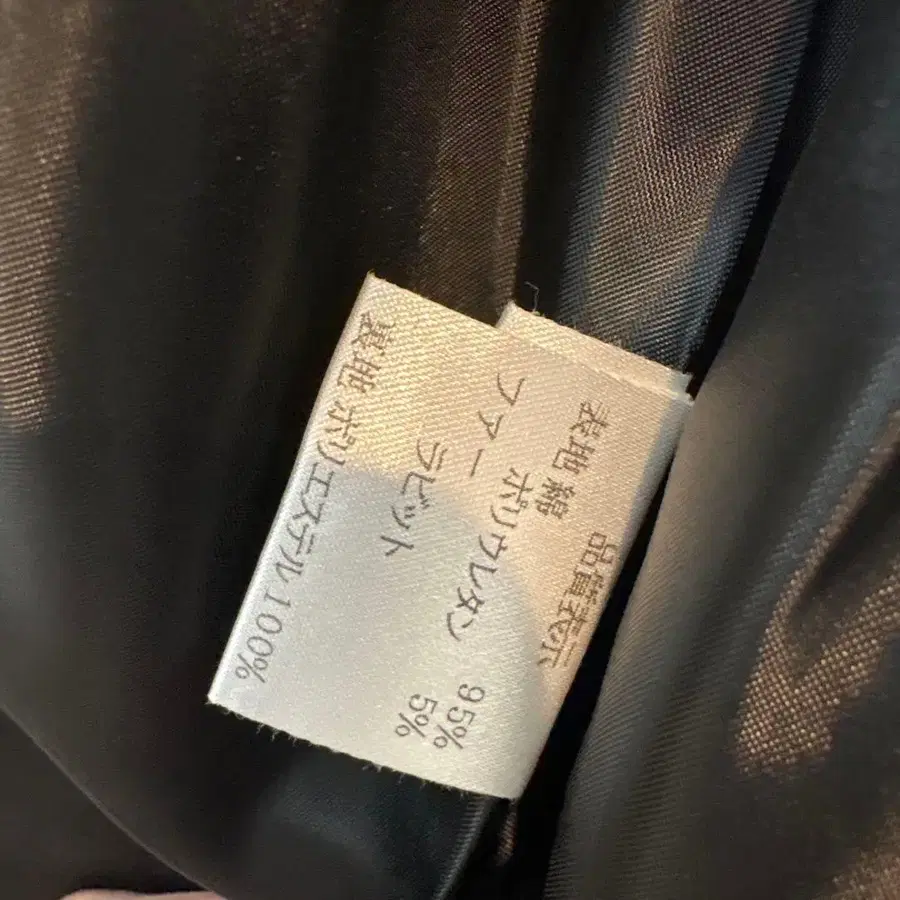 品質表示
表地 綿 95%
ポリウレタン 5%
ファー
ラビット
裏地 ポリエステル100%